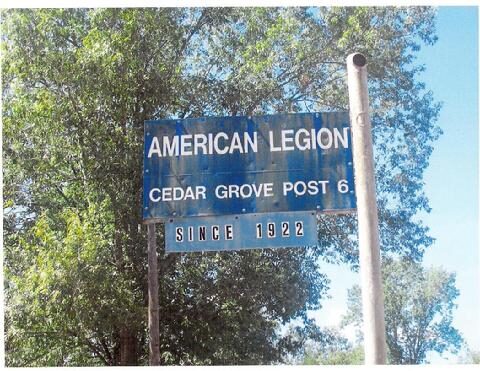 AMERICAN LEGION
CEDAR GROVE POST 6
SINCE 1922